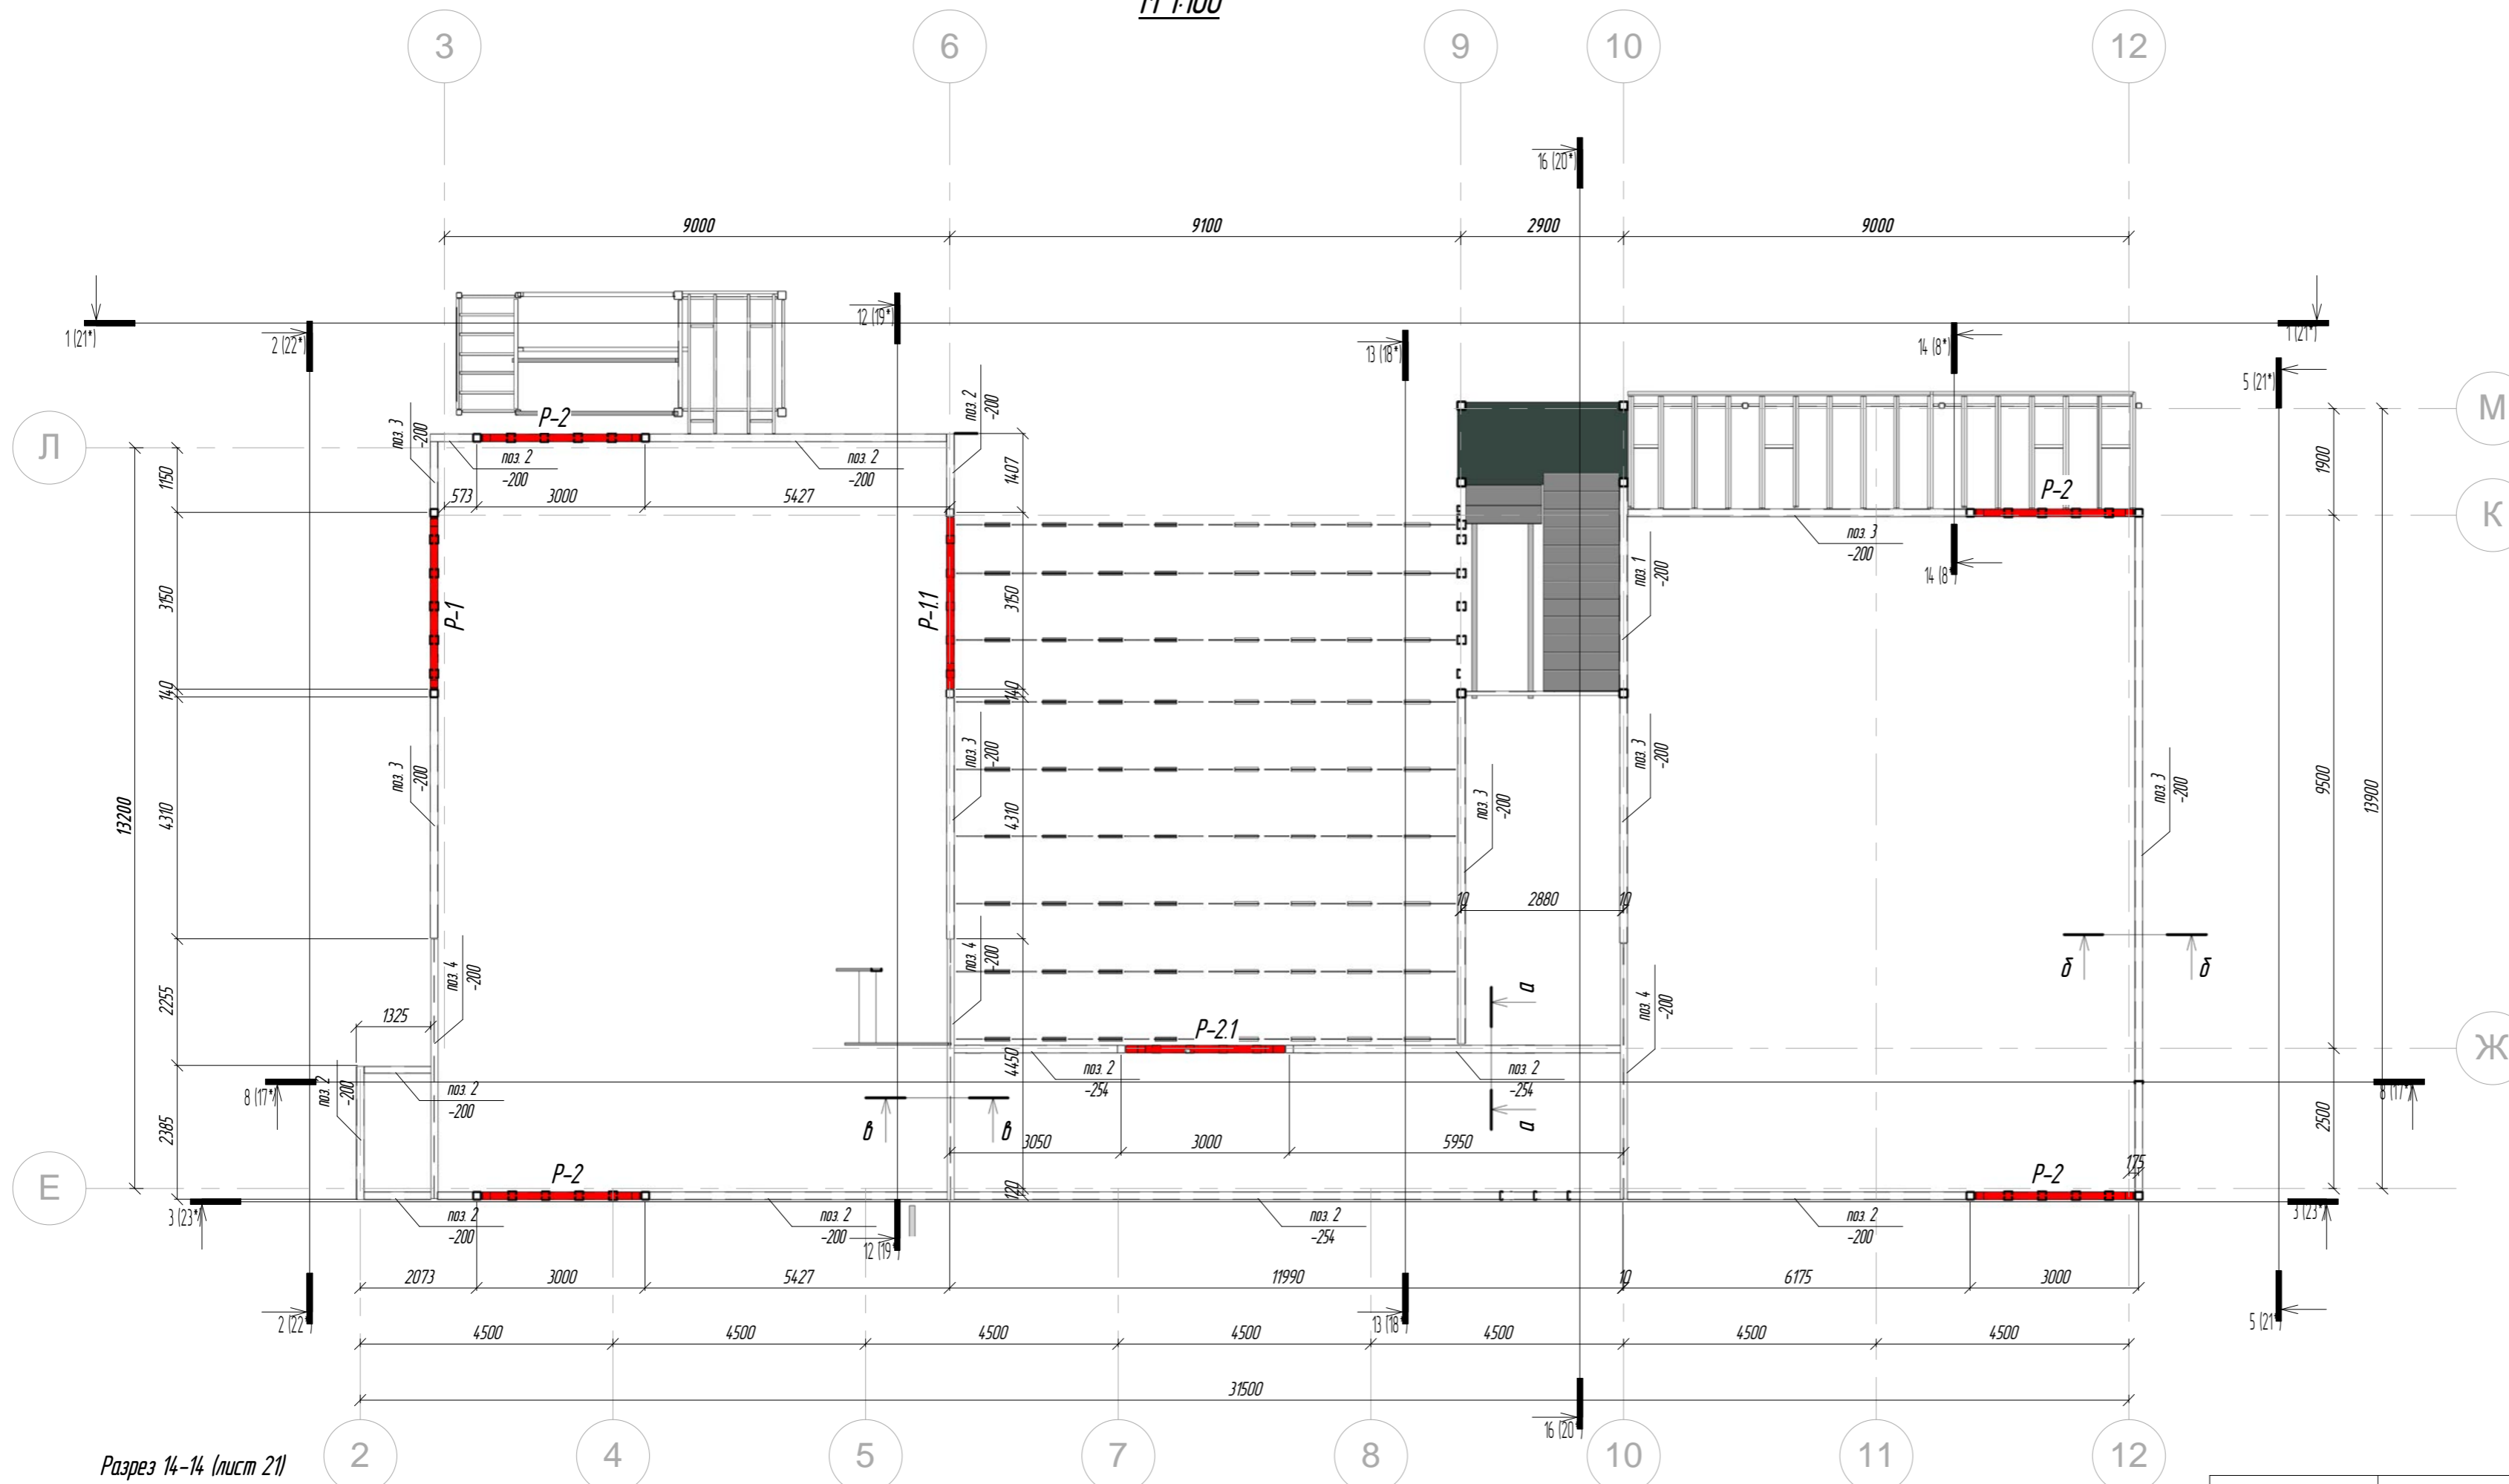 М 1:100
3
6
9
10
12
9000
9100
2900
9000
16 (20*)
1 (21*)
2 (22*)
12 (19*)
13 (18*)
14 (8*)
1 (21*)
5 (21*)
М
Л
К
Ж
Е
Р-2
поз. 3
-200
поз. 2
-200
поз. 2
-200
поз. 2
-200
573
3000
5427
1150
3150
140
4310
2255
2385
13200
Р-1
Р-1.1
1407
3150
140
4310
4450
120
поз. 1
-200
Р-2
поз. 3
-200
14 (8*)
1900
9500
2500
13900
поз. 3
-200
поз. 3
-200
поз. 3
-200
поз. 3
-200
поз. 3
-200
10
2880
10
поз. 4
-200
поз. 4
-200
поз. 4
-200
1325
поз. 2
-200
поз. 2
-200
8 (17*)
8 (17*)
Р-2.1
поз. 2
-254
поз. 2
-254
а
а
б
б
в
в
3050
3000
5950
175
Р-2
Р-2
3 (23*)
3 (23*)
поз. 2
-200
поз. 2
-200
12 (19*)
поз. 2
-254
поз. 2
-200
2073
3000
5427
11990
10
6175
3000
2 (22*)
13 (18*)
5 (21*)
4500
4500
4500
4500
4500
4500
4500
31500
16 (20*)
2
4
5
7
8
10
11
12
Разрез 14-14 (лист 21)